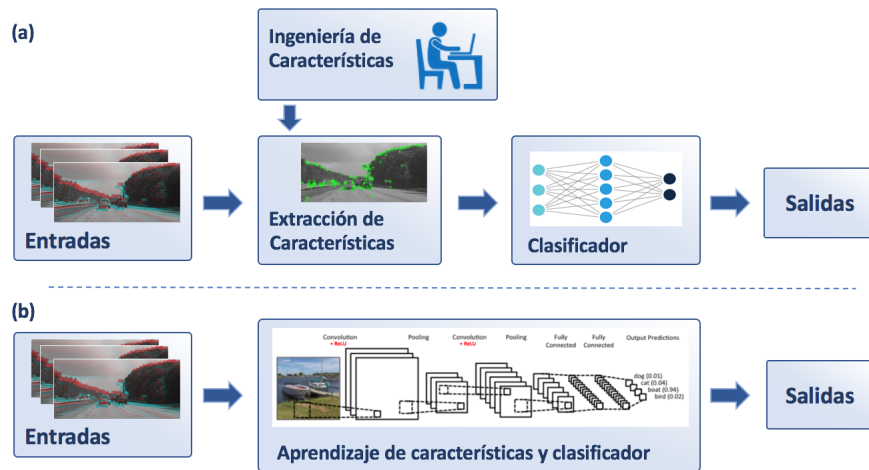 (a)
Ingeniería de
Características
Entradas
Extracción de
Características
Clasificador
Salidas
(b)
Entradas
Convolution
+ ReLU
Pooling
Convolution
+ ReLU
Pooling
Fully
Connected
Fully
Connected
Output Predictions
dog (0.01)
cat (0.04)
boat (0.94)
bird (0.02)
Aprendizaje de características y clasificador
Salidas